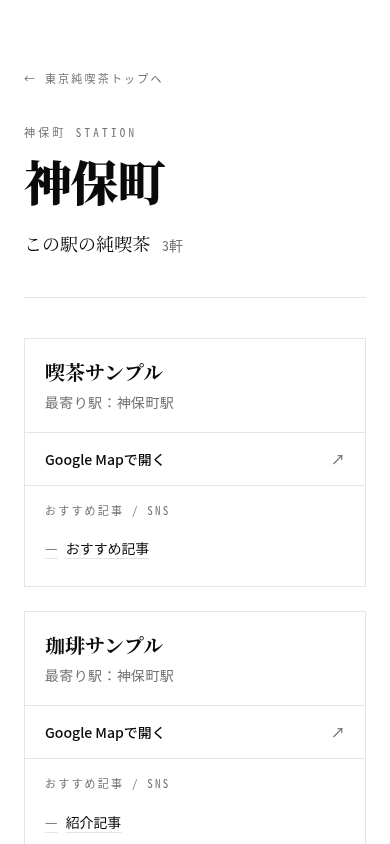 ← 東京純喫茶トップへ
神保町 STATION
神保町
この駅の純喫茶 3軒
喫茶サンプル
最寄り駅：神保町駅
Google Mapで開く ↗
おすすめ記事 / SNS
— おすすめ記事
珈琲サンプル
最寄り駅：神保町駅
Google Mapで開く ↗
おすすめ記事 / SNS
— 紹介記事